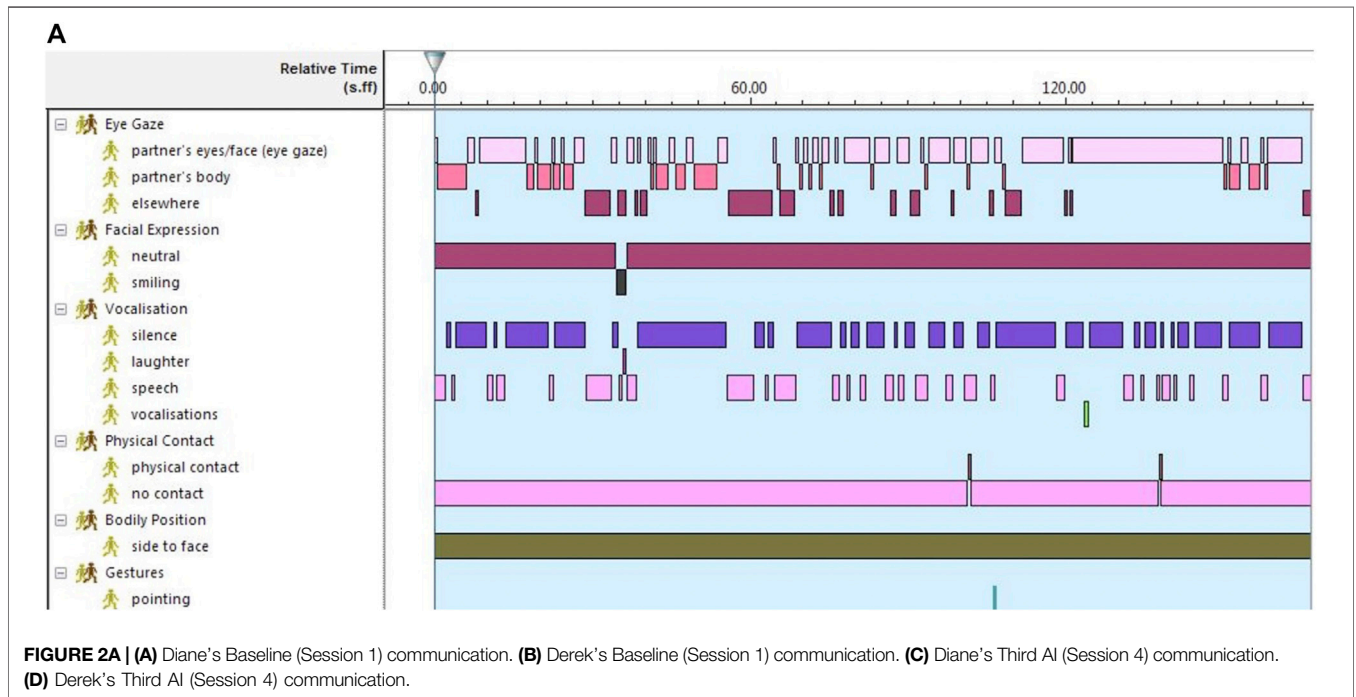 A
Relative Time
(s.ff)
0.00 60.00 120.00
Eye Gaze
partner's eyes/face (eye gaze)
partner's body
elsewhere
Facial Expression
neutral
smiling
Vocalisation
silence
laughter
speech
vocalisations
Physical Contact
physical contact
no contact
Bodily Position
side to face
Gestures
pointing
FIGURE 2A | (A) Diane's Baseline (Session 1) communication. (B) Derek's Baseline (Session 1) communication. (C) Diane's Third AI (Session 4) communication.
(D) Derek's Third AI (Session 4) communication.